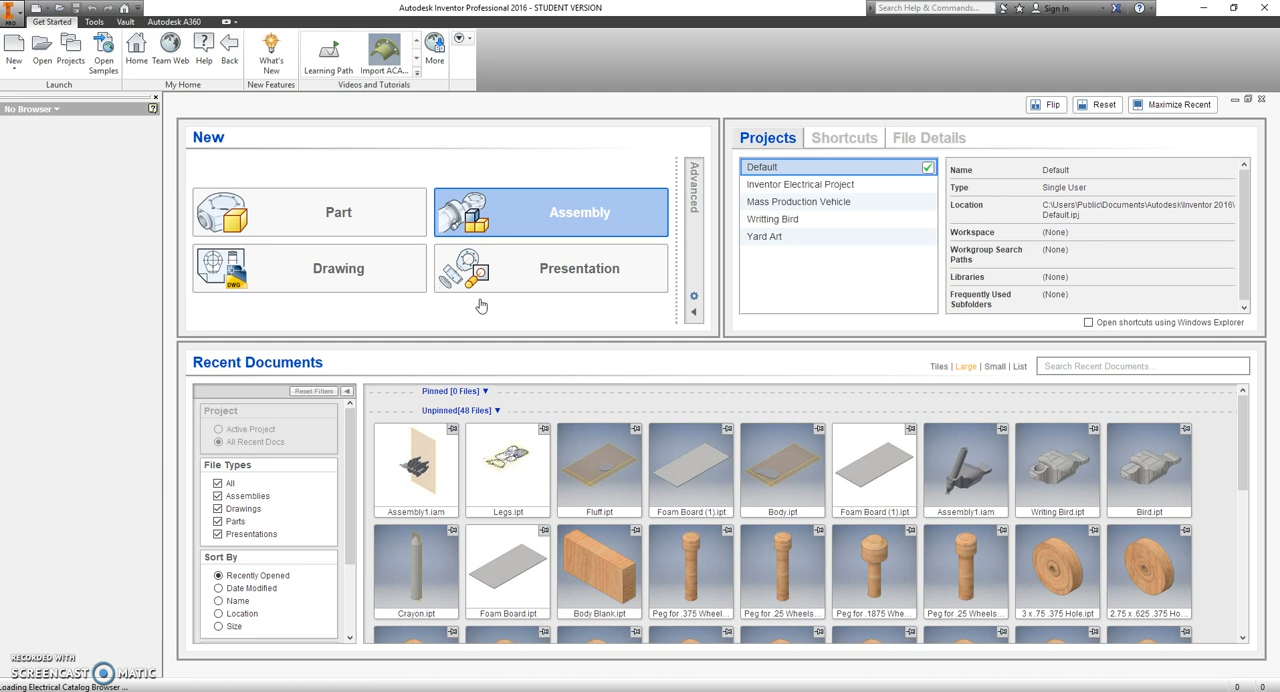 Autodesk Inventor Professional 2016 - STUDENT VERSION
Search Help & Commands...
Sign In
PRO
Get Started
Tools
Vault
Autodesk A360
New
Open
Projects
Open Samples
Home
Team Web
Help
Back
What's New
Learning Path
Import ACA...
More
Launch
My Home
New Features
Videos and Tutorials
No Browser
Flip
Reset
Maximize Recent
New
Part
Assembly
Drawing
DWG
Presentation
Advanced
Projects
Shortcuts
File Details
Default
Inventor Electrical Project
Mass Production Vehicle
Writting Bird
Yard Art
Name Default
Type Single User
Location C:\Users\Public\Documents\Autodesk\Inventor 2016\
Default.ipj
Workspace (None)
Workgroup Search Paths (None)
Libraries (None)
Frequently Used Subfolders (None)
Open shortcuts using Windows Explorer
Recent Documents
Tiles | Large | Small | List
Search Recent Documents...
Reset Filters
Project
Active Project
All Recent Docs
File Types
All
Assemblies
Drawings
Parts
Presentations
Sort By
Recently Opened
Date Modified
Name
Location
Size
Pinned [0 Files]
Unpinned[48 Files]
Assembly1.iam
Legs.ipt
Fluff.ipt
Foam Board (1).ipt
Body.ipt
Foam Board (1).ipt
Assembly1.iam
Writing Bird.ipt
Bird.ipt
Crayon.ipt
Foam Board.ipt
Body Blank.ipt
Peg for .375 Wheel...
Peg for .25 Wheels...
Peg for .1875 Whe...
Peg for .25 Wheels...
3 x .75 .375 Hole.ipt
2.75 x .625 .375 Ho...
RECORDED WITH
SCREENCAST MATIC
Loading Electrical Catalog Browser ...
0 0